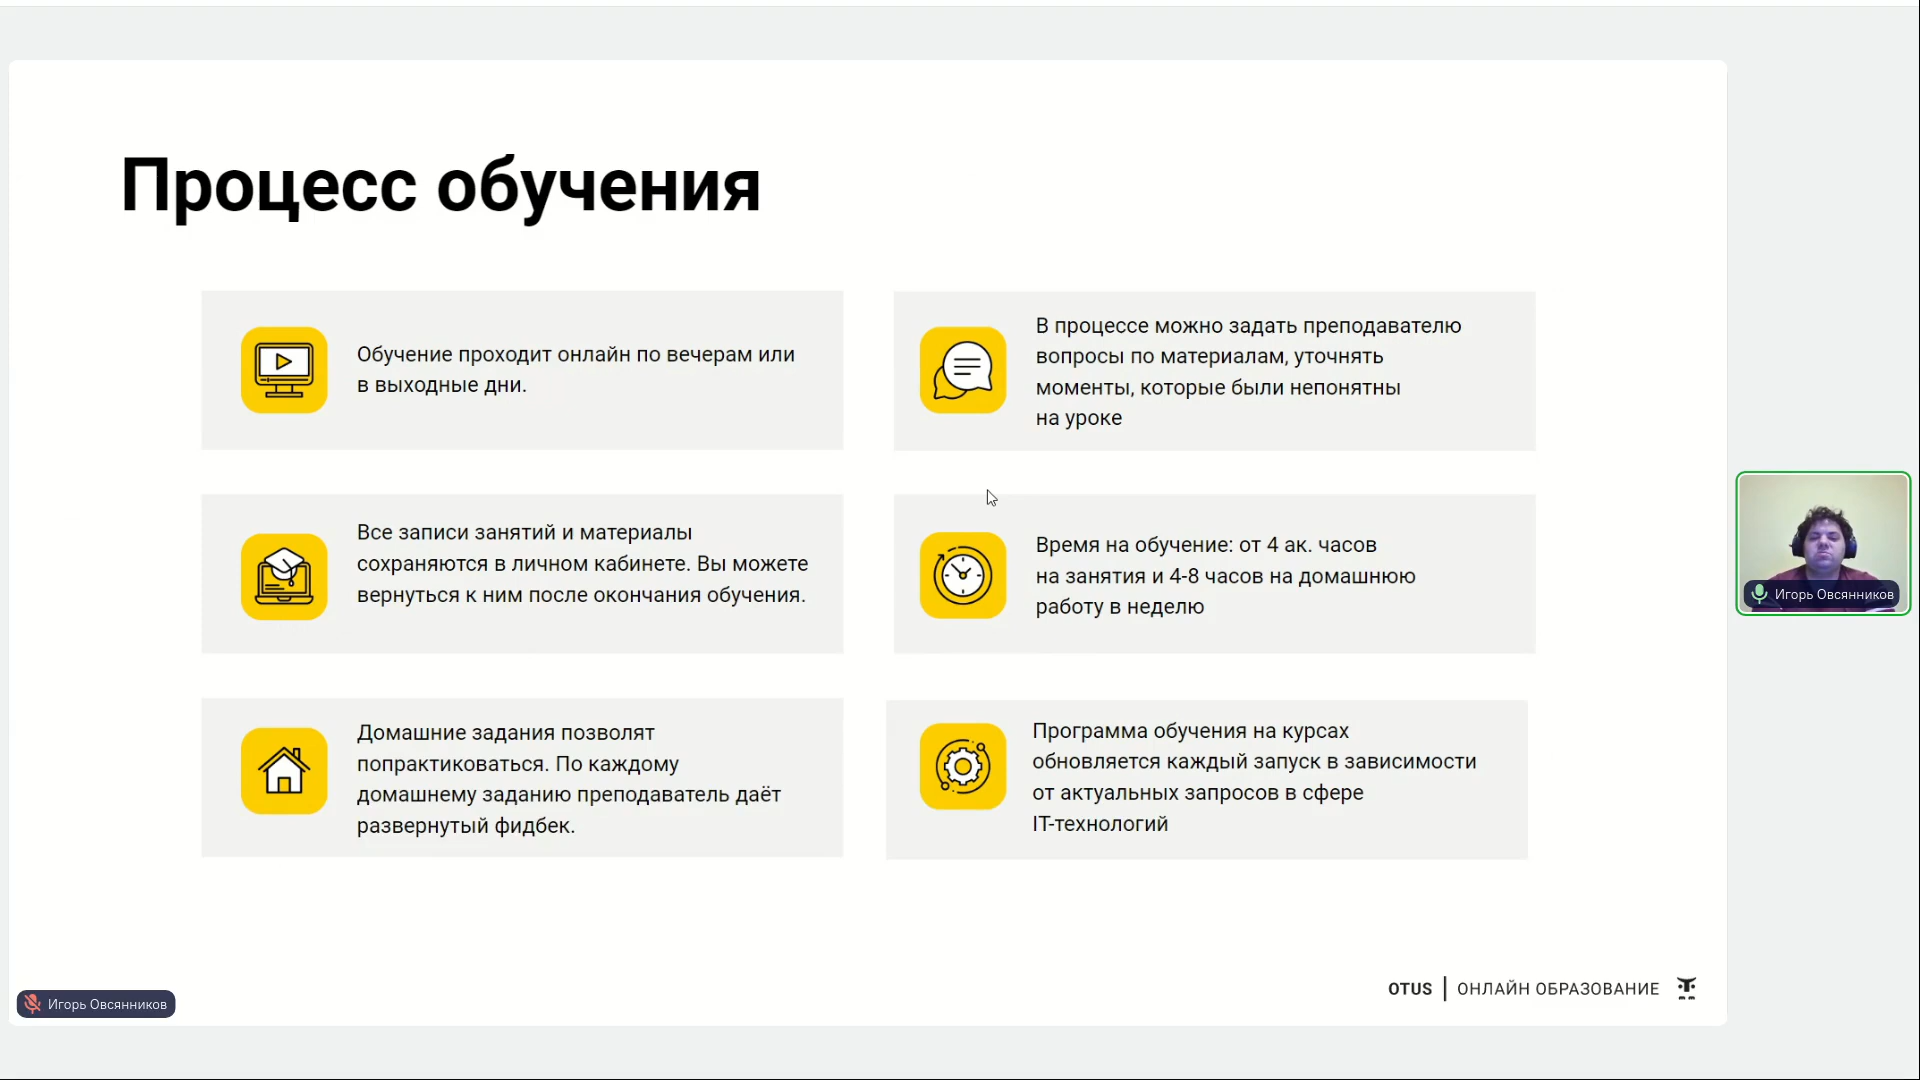 Процесс обучения
Обучение проходит онлайн по вечерам или
в выходные дни.
В процессе можно задать преподавателю
вопросы по материалам, уточнять
моменты, которые были непонятны
на уроке
Все записи занятий и материалы
сохраняются в личном кабинете. Вы можете
вернуться к ним после окончания обучения.
Время на обучение: от 4 ак. часов
на занятия и 4-8 часов на домашнюю
работу в неделю
Домашние задания позволят
попрактиковаться. По каждому
домашнему заданию преподаватель даёт
развернутый фидбек.
Программа обучения на курсах
обновляется каждый запуск в зависимости
от актуальных запросов в сфере
IT-технологий
Игорь Овсянников
OTUS | ОНЛАЙН ОБРАЗОВАНИЕ
Игорь Овсянников